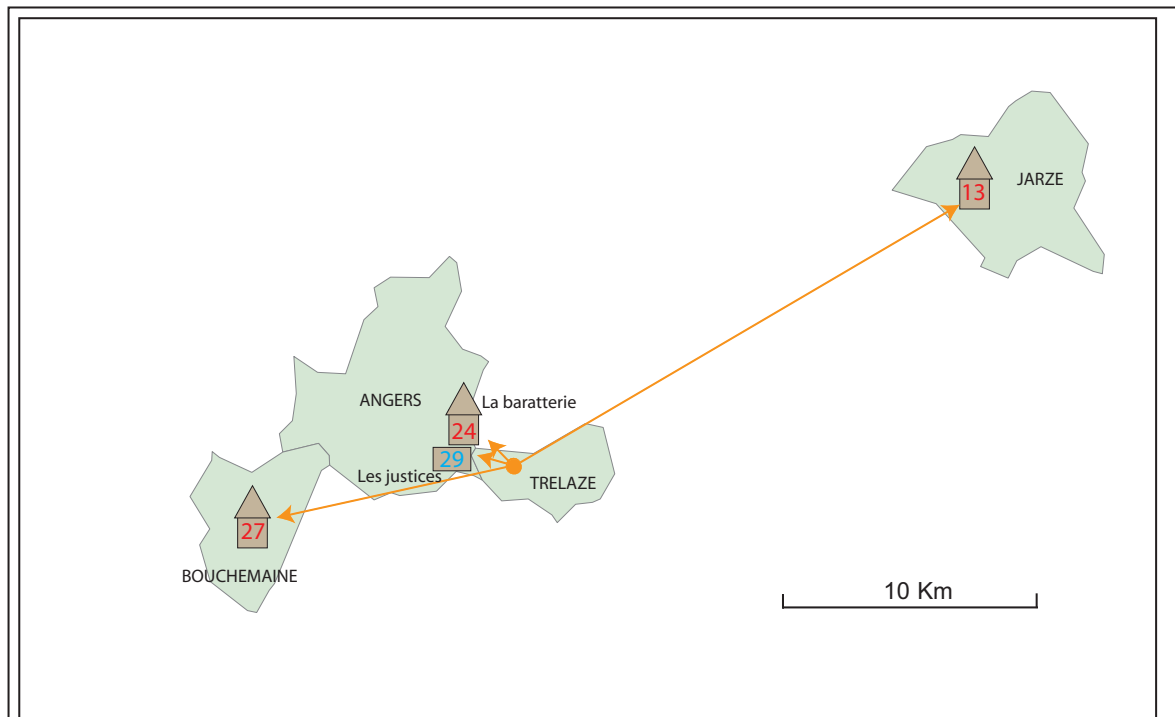 13
JARZE
ANGERS
La baratterie
24
29
Les justices
TRELAZE
27
BOUCHEMAINE
10 Km